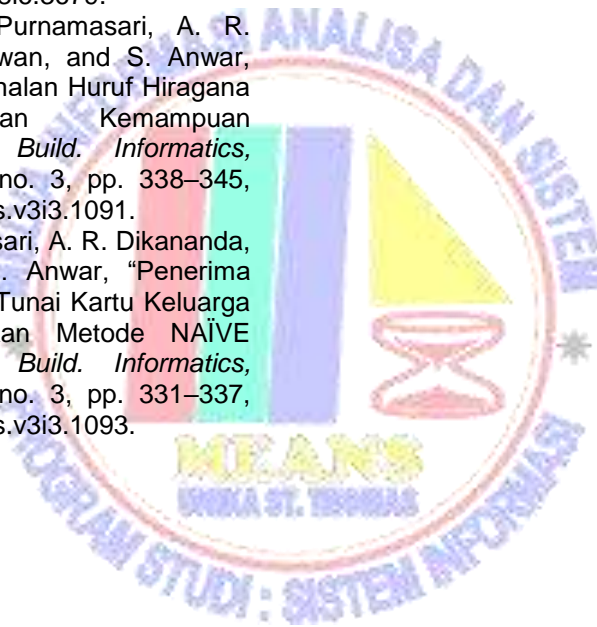 Purnamasari, A. R.
wan, and S. Anwar,
nalan Huruf Hiragana
an Kemampuan
Build. Informatics,
no. 3, pp. 338–345,
s.v3i3.1091.
sari, A. R. Dikananda,
. Anwar, “Penerima
Tunai Kartu Keluarga
an Metode NAÏVE
Build. Informatics,
no. 3, pp. 331–337,
s.v3i3.1093.
ANALISA DAN SISTEM
MEANS
UNIKA ST. THOMAS
PROGRAM STUDI : SISTEM INFORMASI